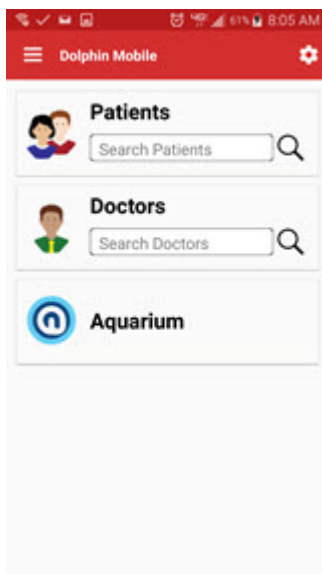 61% 8:05 AM
Dolphin Mobile
Patients
Search Patients
Doctors
Search Doctors
Aquarium